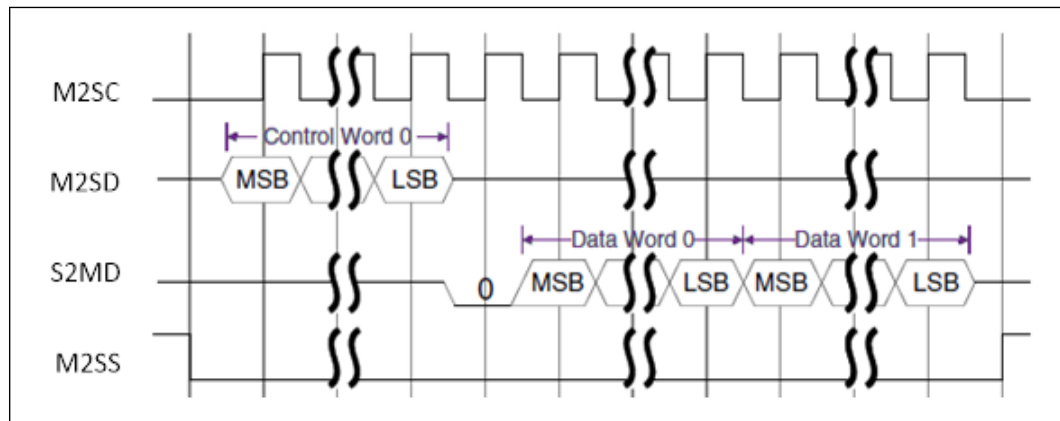 M2SC
Control Word 0
M2SD
MSB
LSB
Data Word 0
Data Word 1
S2MD
0
MSB
LSB
MSB
LSB
M2SS